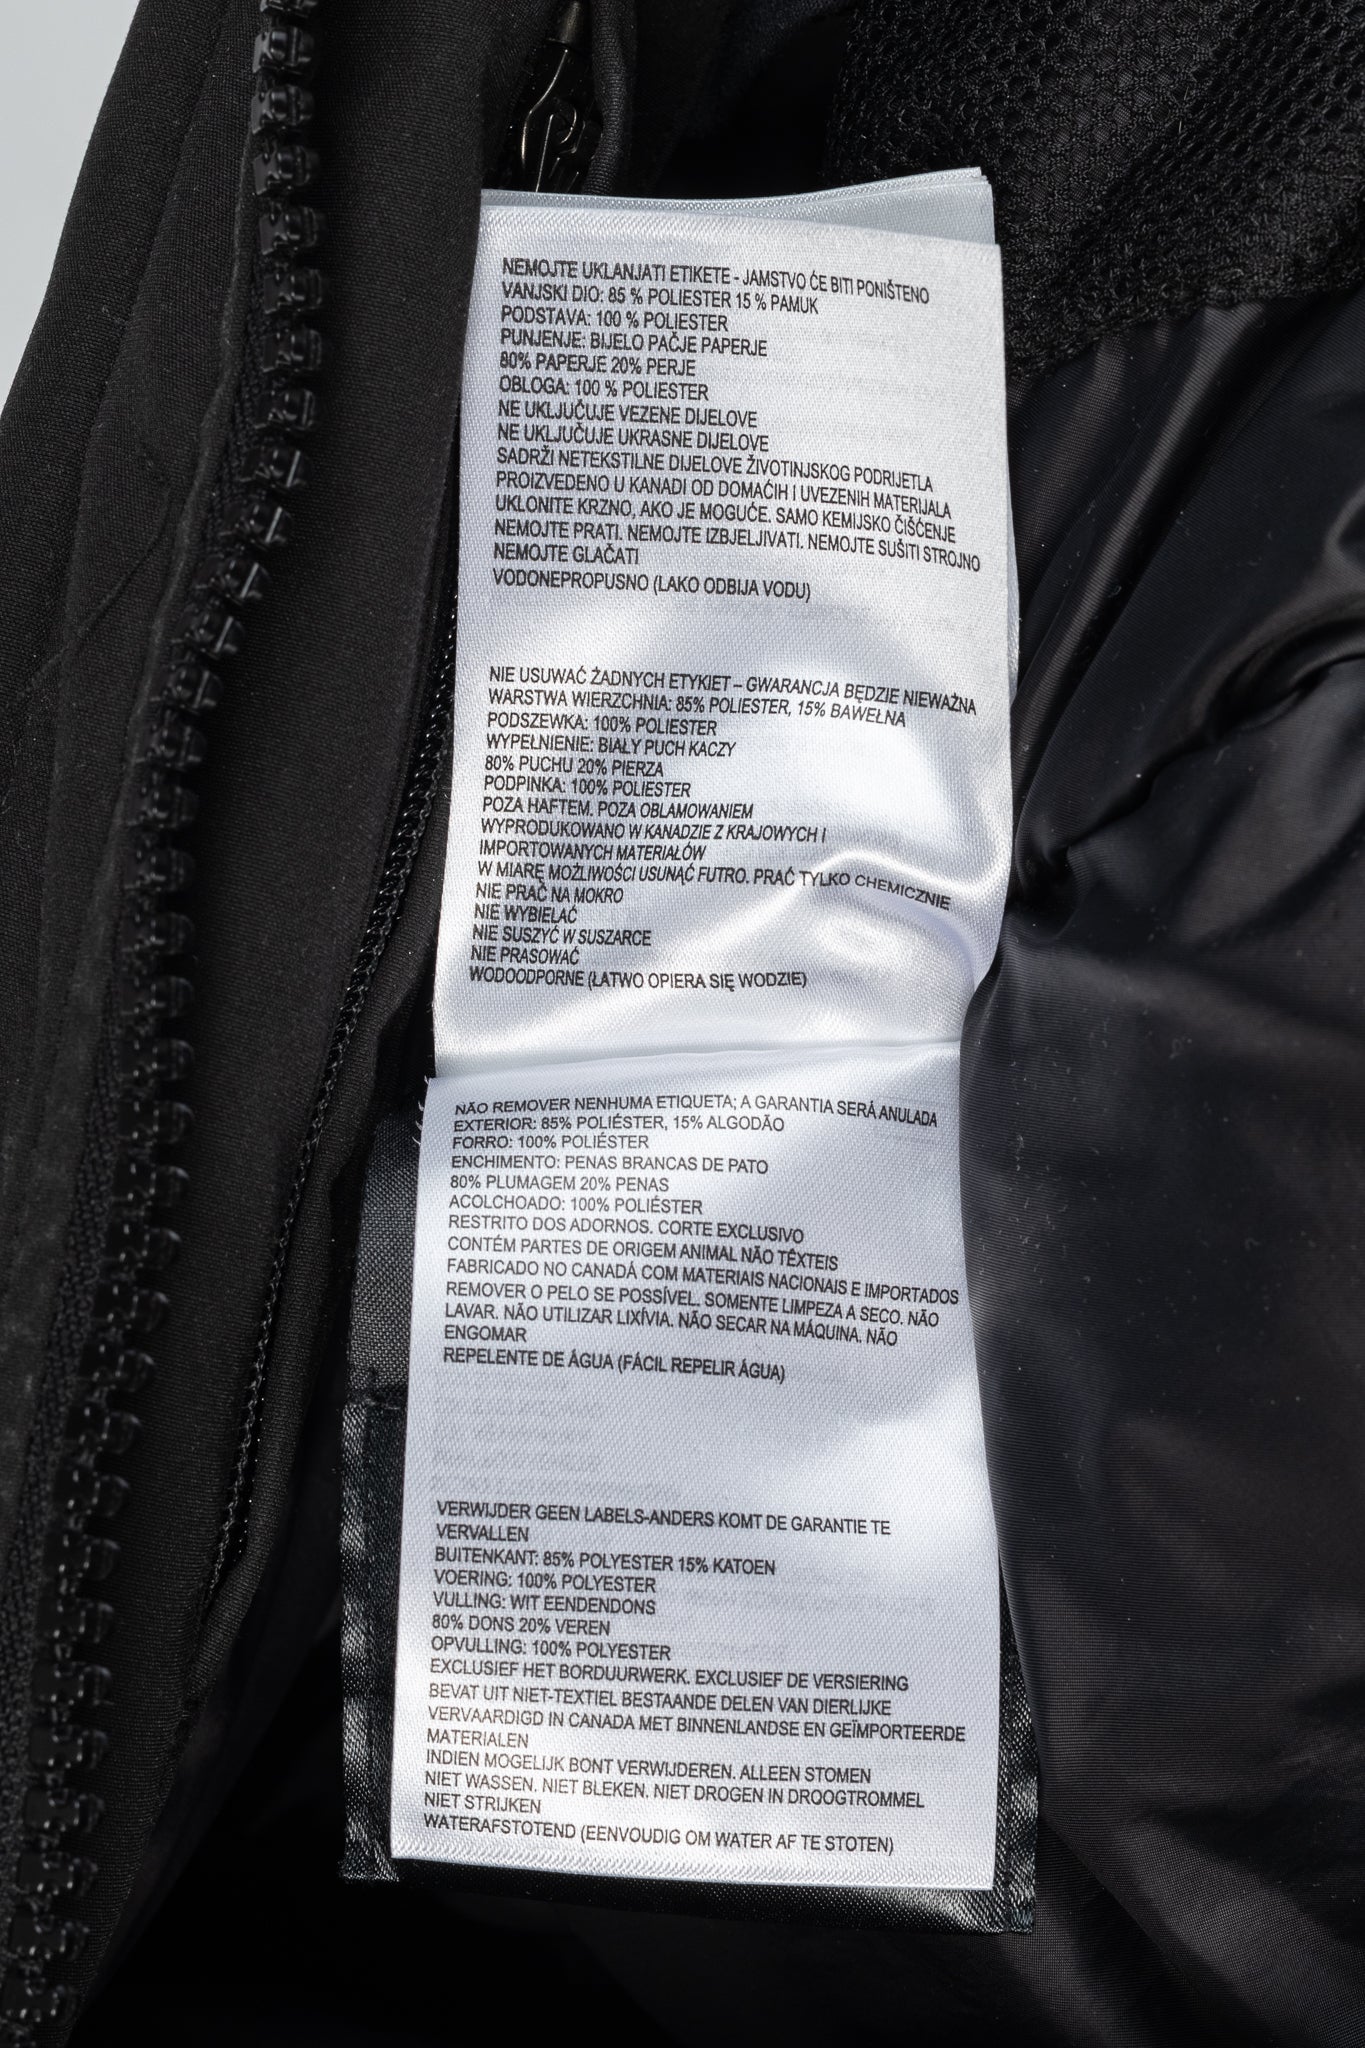 NEMOJTE UKLANJATI ETIKETE - JAMSTVO ĆE BITI PONIŠTENO
VANJSKI DIO: 85 % POLIESTER 15 % PAMUK
PODSTAVA: 100 % POLIESTER
PUNJENJE: BIJELO PAČJE PAPERJE
80% PAPERJE 20% PERJE
OBLOGA: 100 % POLIESTER
NE UKLJUČUJE VEZENE DIJELOVE
NE UKLJUČUJE UKRASNE DIJELOVE
SADRŽI NETEKSTILNE DIJELOVE ŽIVOTINJSKOG PODRIJETLA
PROIZVEDENO U KANADI OD DOMAĆIH I UVEZENIH MATERIJALA
UKLONITE KRZNO, AKO JE MOGUĆE. SAMO KEMIJSKO ČIŠĆENJE
NEMOJTE PRATI. NEMOJTE IZBJELJIVATI. NEMOJTE SUŠITI STROJNO
NEMOJTE GLAČATI
VODONEPROPUSNO (LAKO ODBIJA VODU)
NIE USUWAĆ ŻADNYCH ETYKIET – GWARANCJA BĘDZIE NIEWAŻNA
WARSTWA WIERZCHNIA: 85% POLIESTER, 15% BAWEŁNA
PODSZEWKA: 100% POLIESTER
WYPEŁNIENIE: BIAŁY PUCH KACZY
80% PUCHU 20% PIERZA
PODPINKA: 100% POLIESTER
POZA HAFTEM. POZA OBLAMOWANIEM
WYPRODUKOWANO W KANADZIE Z KRAJOWYCH I
IMPORTOWANYCH MATERIAŁÓW
W MIARĘ MOŻLIWOŚCI USUNĄĆ FUTRO. PRAĆ TYLKO CHEMICZNIE
NIE PRAĆ NA MOKRO
NIE WYBIELAĆ
NIE SUSZYĆ W SUSZARCE
NIE PRASOWAĆ
WODOODPORNE (ŁATWO OPIERA SIĘ WODZIE)
NÃO REMOVER NENHUMA ETIQUETA; A GARANTIA SERÁ ANULADA
EXTERIOR: 85% POLIÉSTER, 15% ALGODÃO
FORRO: 100% POLIÉSTER
ENCHIMENTO: PENAS BRANCAS DE PATO
80% PLUMAGEM 20% PENAS
ACOLCHOADO: 100% POLIÉSTER
RESTRITO DOS ADORNOS. CORTE EXCLUSIVO
CONTÉM PARTES DE ORIGEM ANIMAL NÃO TÊXTEIS
FABRICADO NO CANADÁ COM MATERIAIS NACIONAIS E IMPORTADOS
REMOVER O PELO SE POSSÍVEL. SOMENTE LIMPEZA A SECO. NÃO
LAVAR. NÃO UTILIZAR LIXÍVIA. NÃO SECAR NA MÁQUINA. NÃO
ENGOMAR
REPELENTE DE ÁGUA (FÁCIL REPELIR ÁGUA)
VERWIJDER GEEN LABELS-ANDERS KOMT DE GARANTIE TE
VERVALLEN
BUITENKANT: 85% POLYESTER 15% KATOEN
VOERING: 100% POLYESTER
VULLING: WIT EENDENDONS
80% DONS 20% VEREN
OPVULLING: 100% POLYESTER
EXCLUSIEF HET BORDUURWERK. EXCLUSIEF DE VERSIERING
BEVAT UIT NIET-TEXTIEL BESTAANDE DELEN VAN DIERLIJKE
VERVAARDIGD IN CANADA MET BINNENLANDSE EN GEÏMPORTEERDE
MATERIALEN
INDIEN MOGELIJK BONT VERWIJDEREN. ALLEEN STOMEN
NIET WASSEN. NIET BLEKEN. NIET DROGEN IN DROOGTROMMEL
NIET STRIJKEN
WATERAFSTOTEND (EENVOUDIG OM WATER AF TE STOTEN)